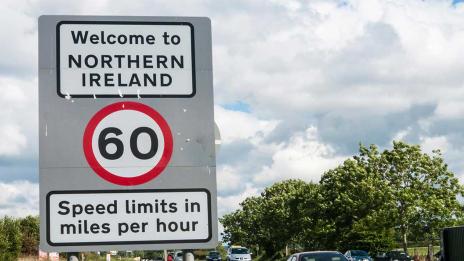 Welcome to
NORTHERN
IRELAND
60
Speed limits in
miles per hour